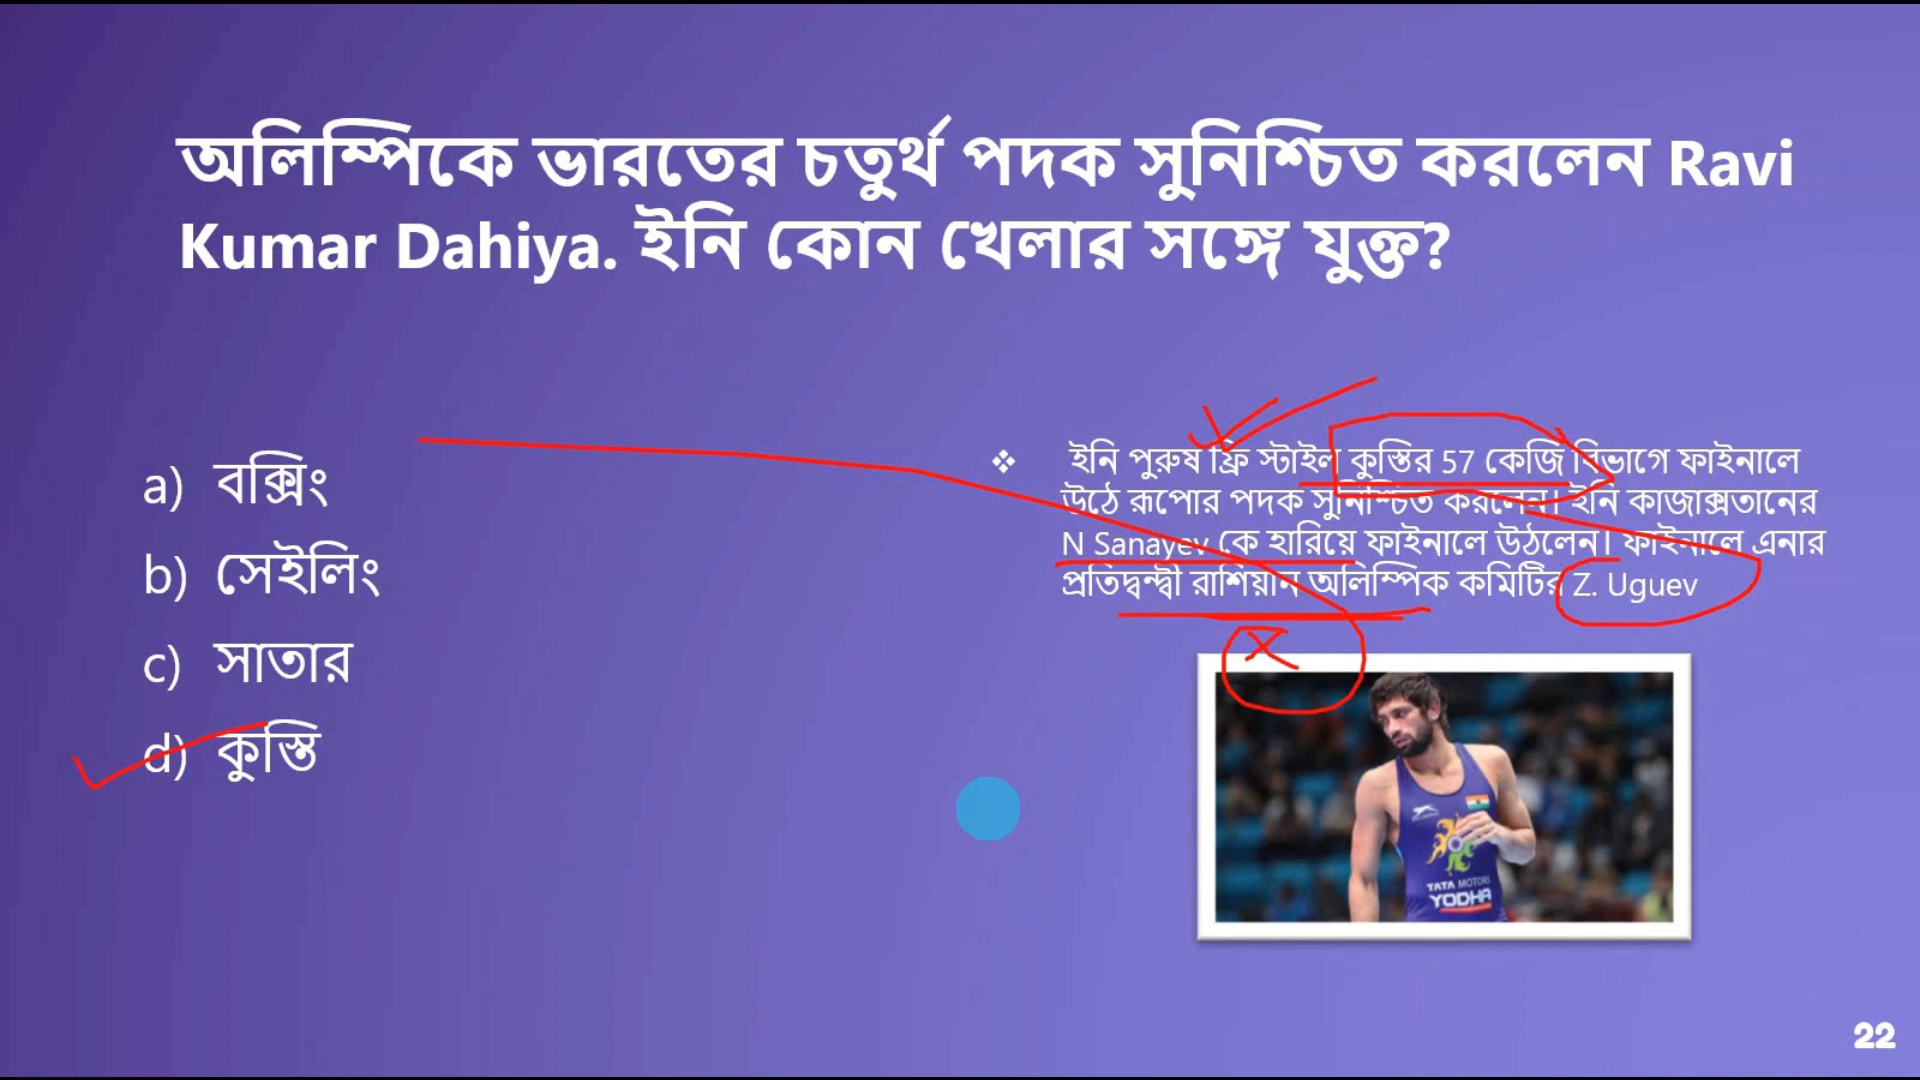 অলিম্পিকে ভারতের চতুর্থ পদক সুনিশ্চিত করলেন Ravi
Kumar Dahiya. ইনি কোন খেলার সঙ্গে যুক্ত?
a) বক্সিং
b) সেইলিং
c) সাতার
d) কুস্তি
❖ ইনি পুরুষ ফ্রি স্টাইল কুস্তির 57 কেজি বিভাগে ফাইনালে
উঠে রূপোর পদক সুনিশ্চিত করলেন। ইনি কাজাক্সতানের
N Sanayev কে হারিয়ে ফাইনালে উঠলেন। ফাইনালে এনার
প্রতিদ্বন্দ্বী রাশিয়ান অলিম্পিক কমিটির Z. Uguev
TATA MOTORS
YODHA
22